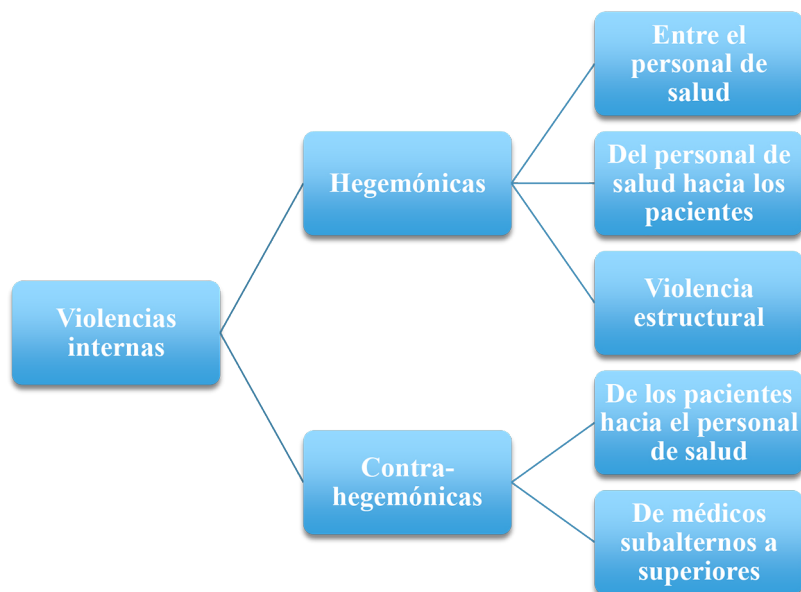 Violencias
internas
Hegemónicas
Entre el
personal de
salud
Del personal de
salud hacia los
pacientes
Violencia
estructural
Contra-
hegemónicas
De los pacientes
hacia el personal
de salud
De médicos
subalternos a
superiores